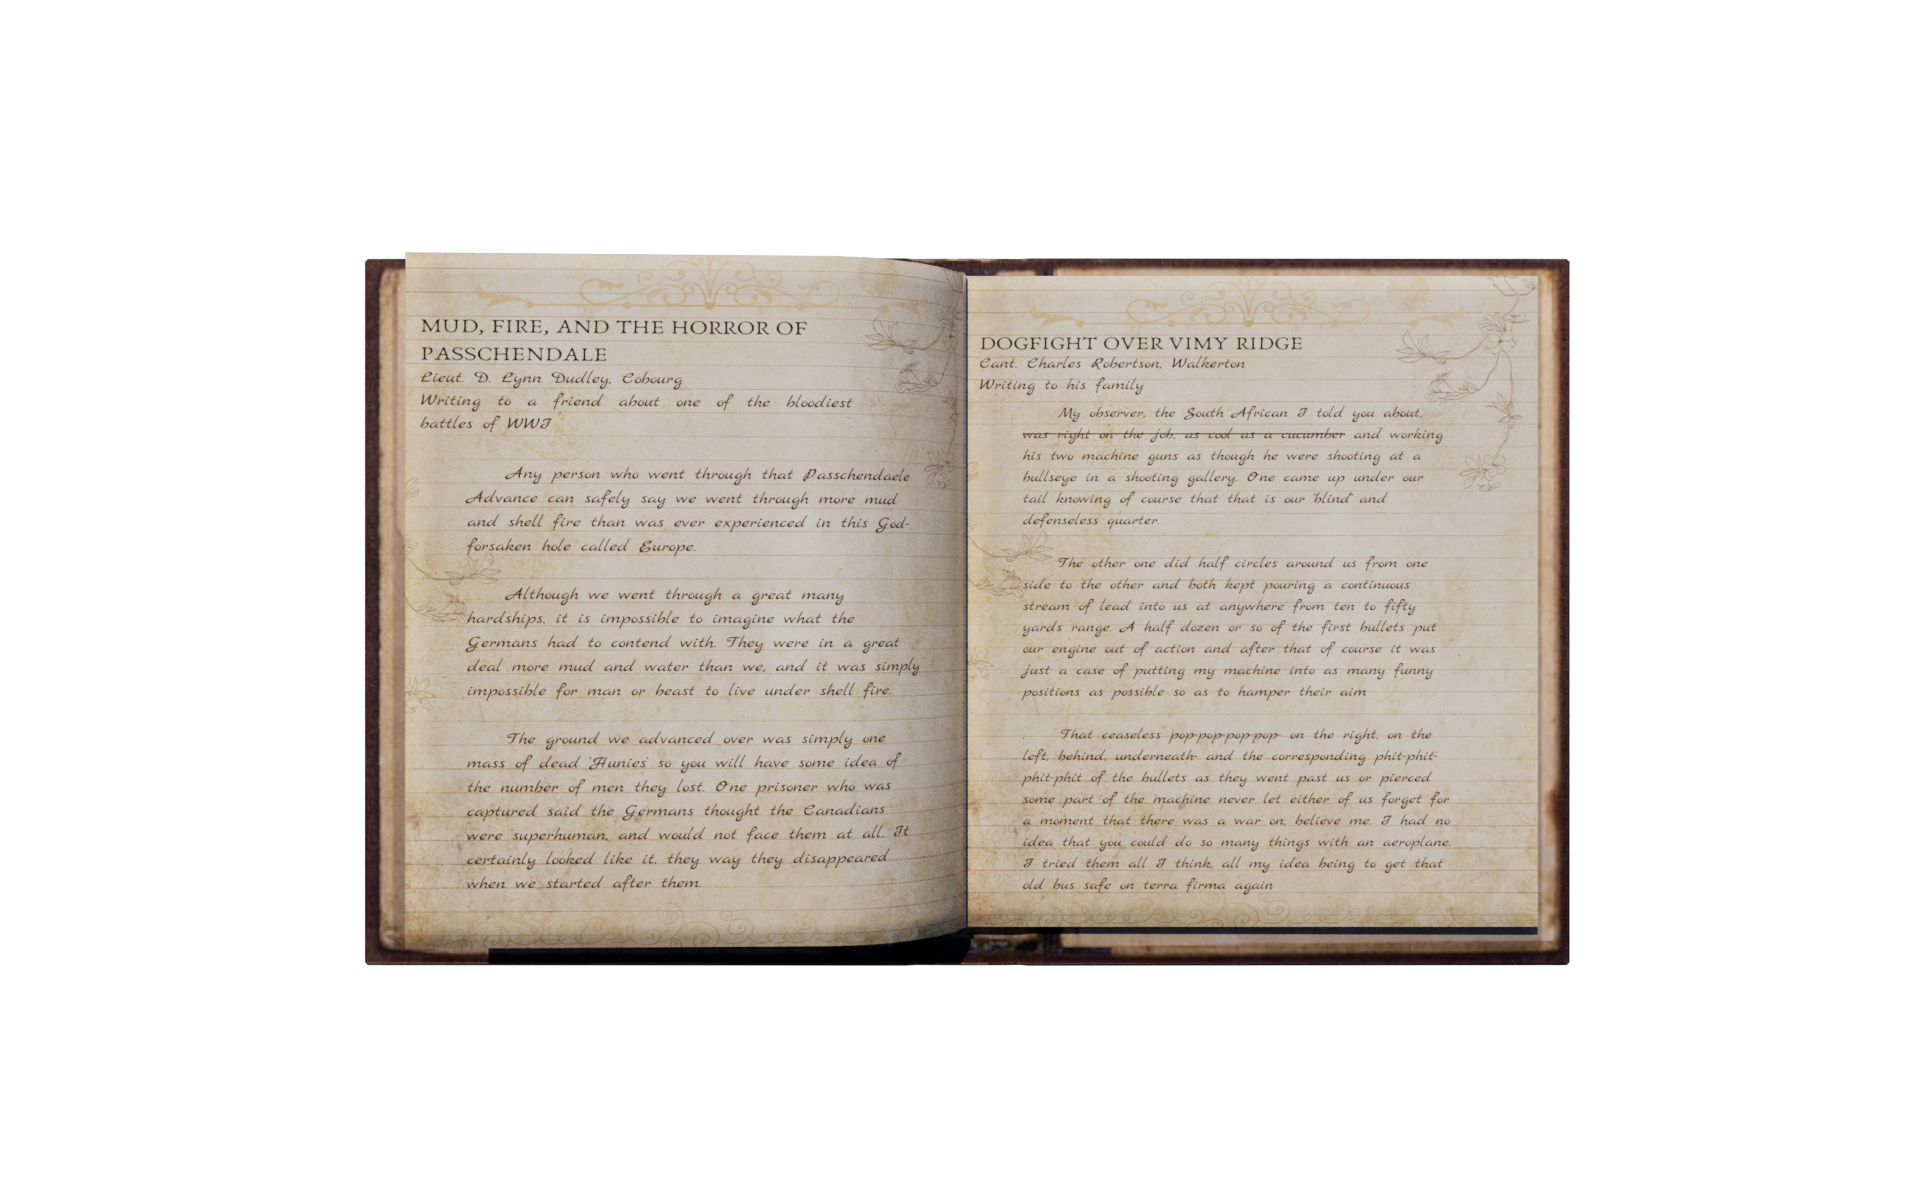 MUD, FIRE, AND THE HORROR OF
PASSCHENDALE
Lieut. D. Lynn Dudley, Cobourg
Writing to a friend about one of the bloodiest
battles of WWI
Any person who went through that Passchendaele
Advance can safely say we went through more mud
and shell fire than was ever experienced in this God-
forsaken hole called Europe.
Although we went through a great many
hardships, it is impossible to imagine what the
Germans had to contend with. They were in a great
deal more mud and water than we, and it was simply
impossible for man or beast to live under shell fire.
The ground we advanced over was simply one
mass of dead 'Hunies' so you will have some idea of
the number of men they lost. One prisoner who was
captured said the Germans thought the Canadians
were superhuman, and would not face them at all. It
certainly looked like it, they way they disappeared
when we started after them.
DOGFIGHT OVER VIMY RIDGE
Cant. Charles Robertson, Walkerton
Writing to his family
My observer, the South African I told you about,
was right on the job, as cool as a cucumber and working
his two machine guns as though he were shooting at a
bullseye in a shooting gallery. One came up under our
tail knowing of course that that is our "blind" and
defenseless quarter.
The other one did half circles around us from one
side to the other and both kept pouring a continuous
stream of lead into us at anywhere from ten to fifty
yards range. A half dozen or so of the first bullets put
our engine out of action and after that of course it was
just a case of putting my machine into as many funny
positions as possible so as to hamper their aim
That ceaseless pop-pop-pop-pop- on the right, on the
left, behind, underneath- and the corresponding phit-phit-
phit-phit of the bullets as they went past us or pierced
some part of the machine never let either of us forget for
a moment that there was a war on, believe me. I had no
idea that you could do so many things with an aeroplane.
I tried them all I think, all my idea being to get that
old bus safe on terra firma again